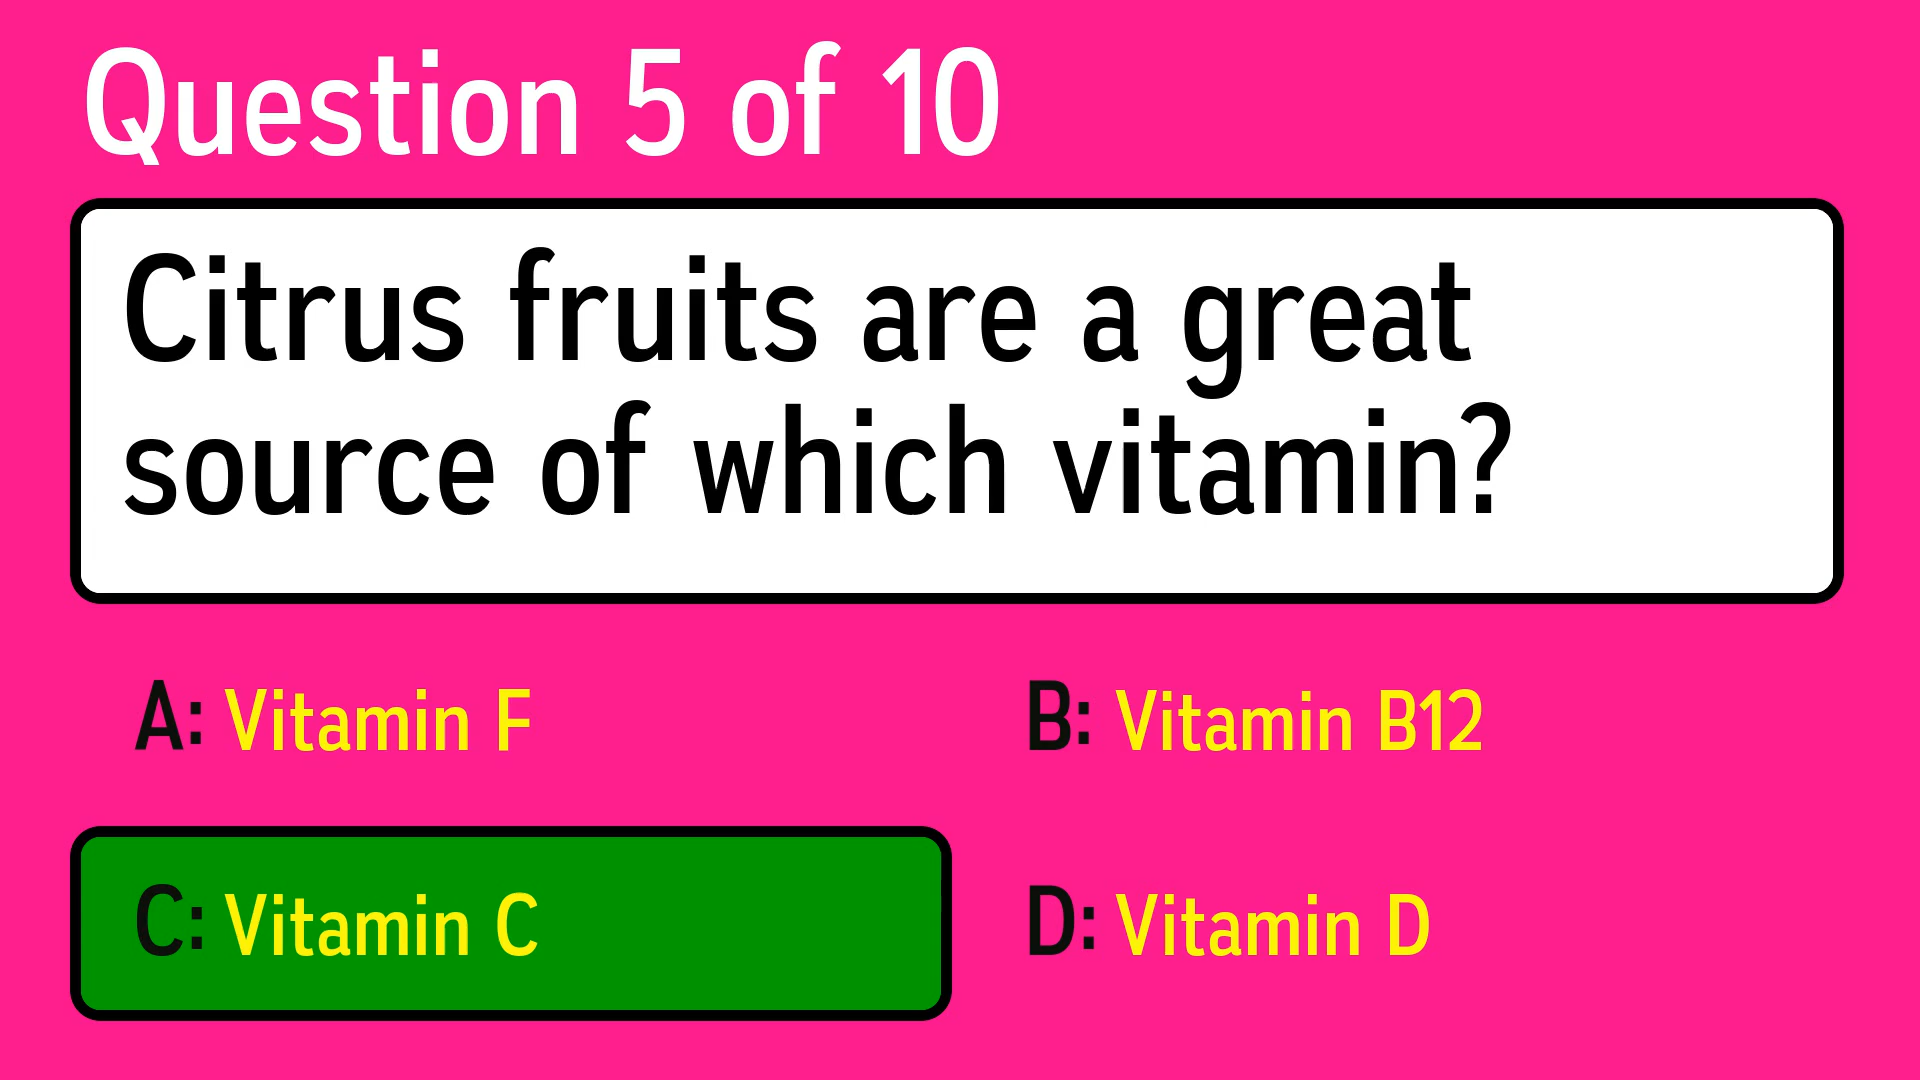 Question 5 of 10
Citrus fruits are a great
source of which vitamin?
A: Vitamin F
B: Vitamin B12
C: Vitamin C
D: Vitamin D